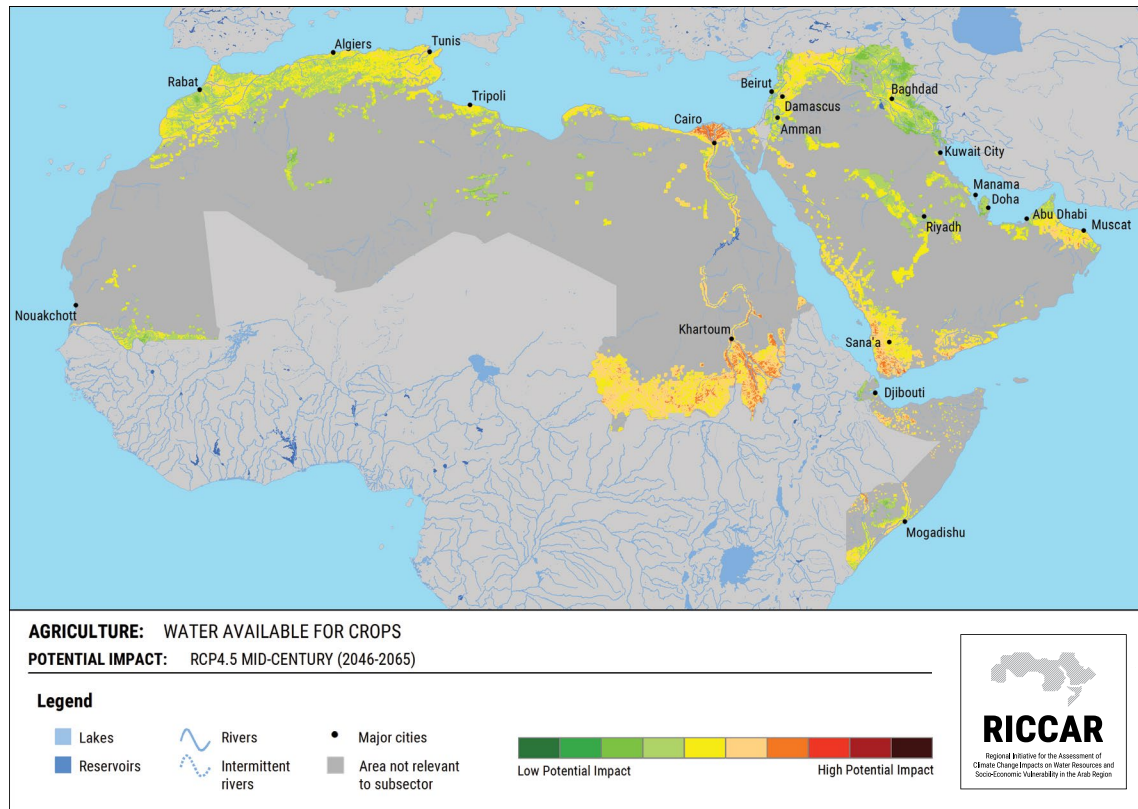 Algiers
Tunis
Rabat
Tripoli
Beirut
Damascus
Baghdad
Amman
Cairo
Kuwait City
Manama
Doha
Abu Dhabi
Muscat
Riyadh
Nouakchott
Khartoum
Sana'a
Djibouti
Mogadishu
AGRICULTURE: WATER AVAILABLE FOR CROPS
POTENTIAL IMPACT: RCP4.5 MID-CENTURY (2046-2065)
Legend
Lakes
Reservoirs
Rivers
Intermittent
rivers
Major cities
Area not relevant
to subsector
Low Potential Impact
High Potential Impact
RICCAR
Regional Initiative for the Assessment of
Climate Change Impacts on Water Resources and
Socio-Economic Vulnerability in the Arab Region